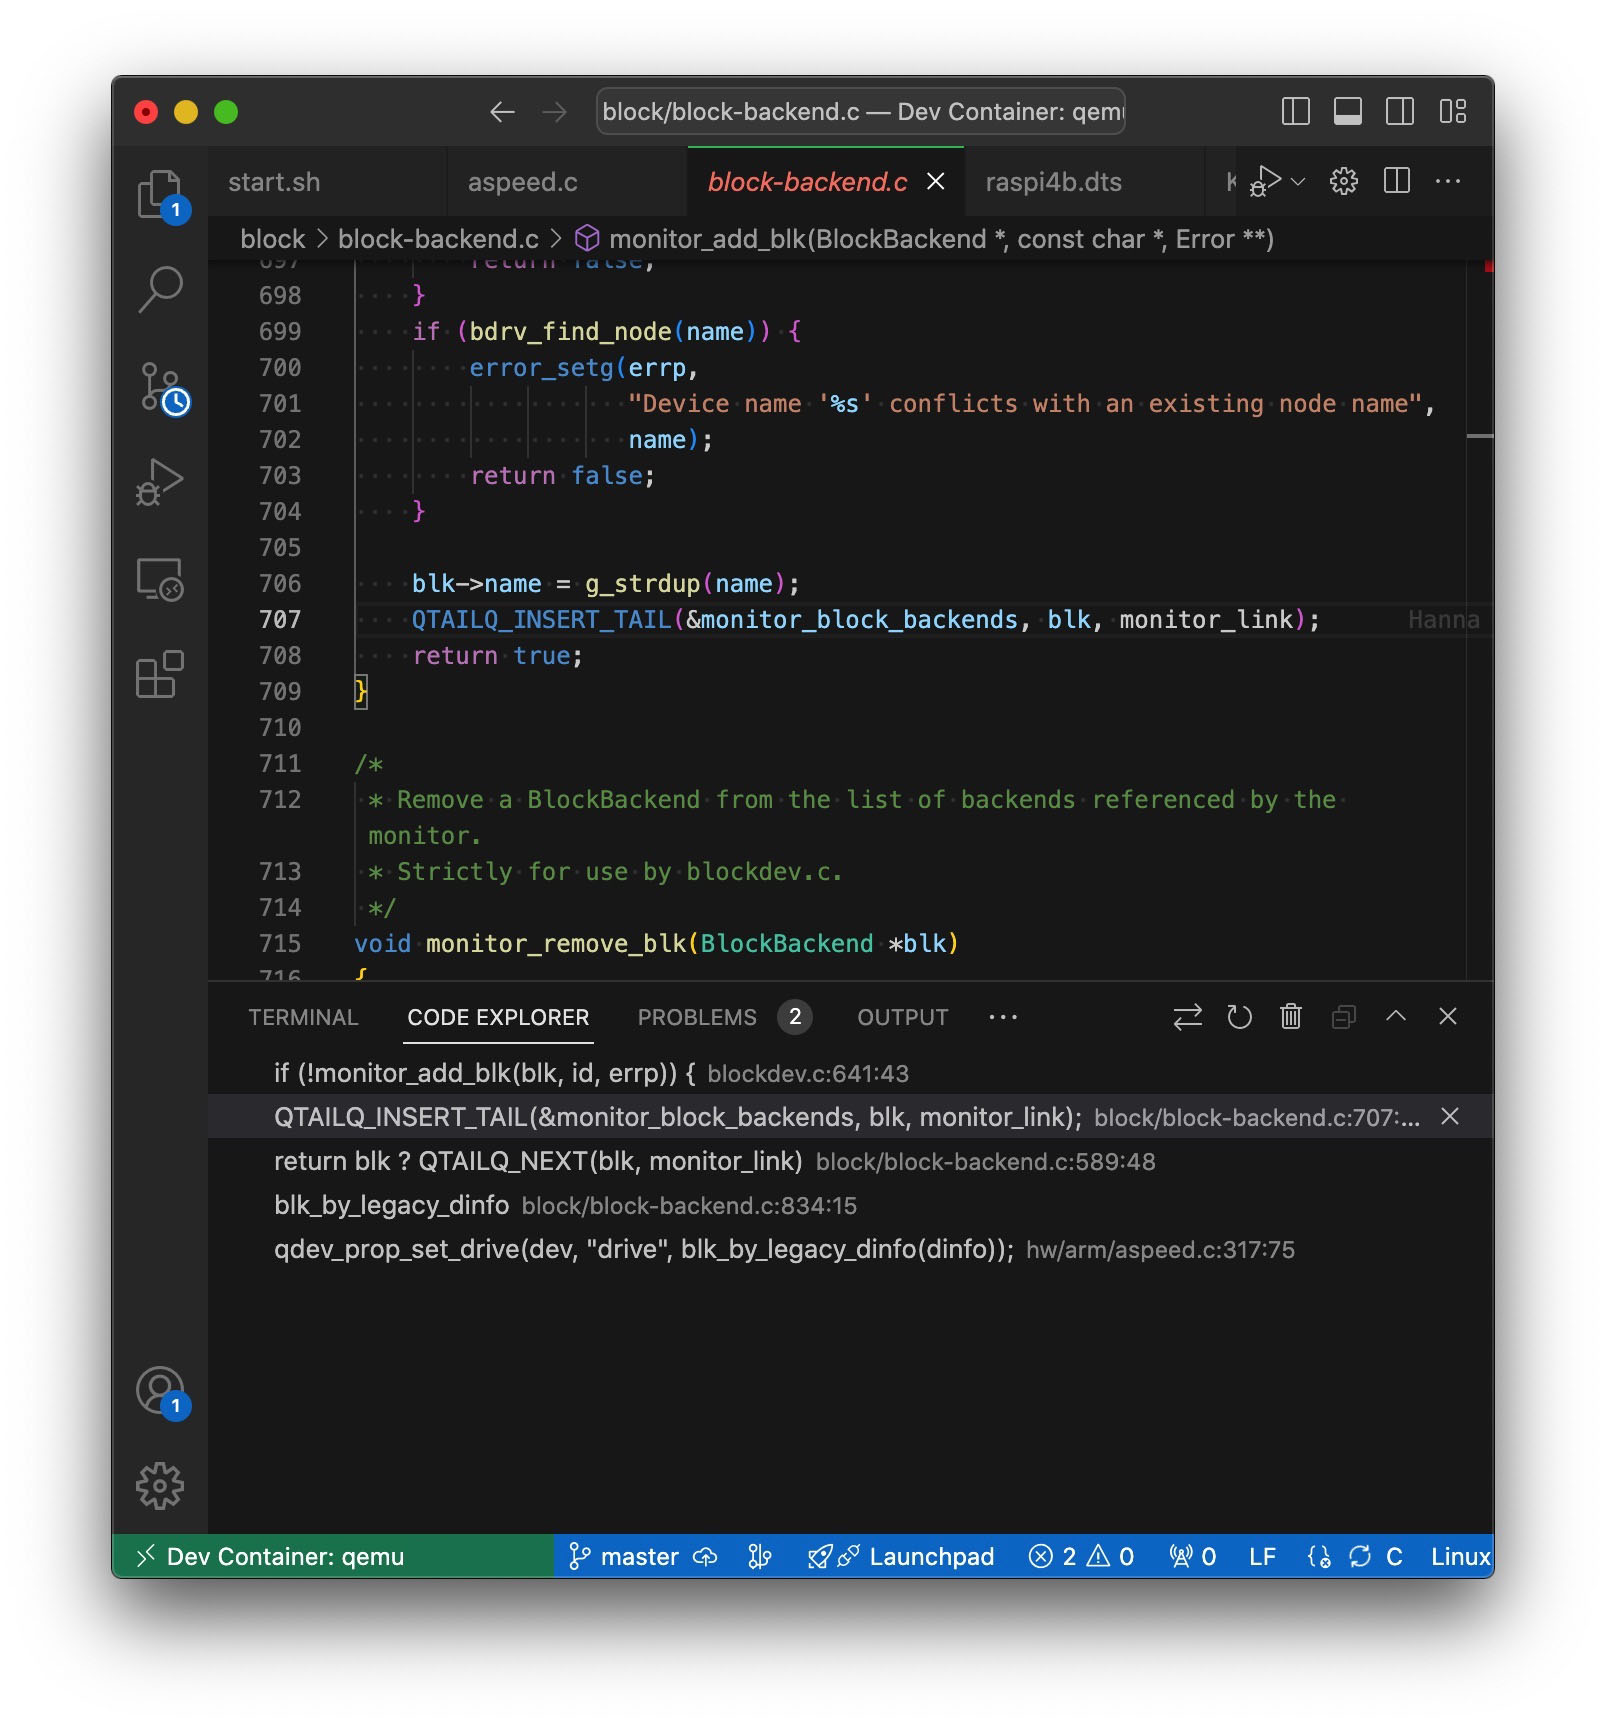 block/block-backend.c — Dev Container: qem
start.sh
aspeed.c
block-backend.c
raspi4b.dts
1
block > block-backend.c > monitor_add_blk(BlockBackend *, const char *, Error **)
697 return false;
698 }
699 if (bdrv_find_node(name)) {
700 error_setg(errp,
701 "Device name '%s' conflicts with an existing node name",
702 name);
703 return false;
704 }
705
706 blk->name = g_strdup(name);
707 QTAILQ_INSERT_TAIL(&monitor_block_backends, blk, monitor_link); Hanna
708 return true;
709 }
710
711 /*
712 * Remove a BlockBackend from the list of backends referenced by the
monitor.
713 * Strictly for use by blockdev.c.
714 */
715 void monitor_remove_blk(BlockBackend *blk)
716 {
TERMINAL CODE EXPLORER PROBLEMS 2 OUTPUT ···
if (!monitor_add_blk(blk, id, errp)) { blockdev.c:641:43
QTAILQ_INSERT_TAIL(&monitor_block_backends, blk, monitor_link); block/block-backend.c:707:...
return blk ? QTAILQ_NEXT(blk, monitor_link) block/block-backend.c:589:48
blk_by_legacy_dinfo block/block-backend.c:834:15
qdev_prop_set_drive(dev, "drive", blk_by_legacy_dinfo(dinfo)); hw/arm/aspeed.c:317:75
1
Dev Container: qemu master Launchpad 2 0 0 LF C Linux